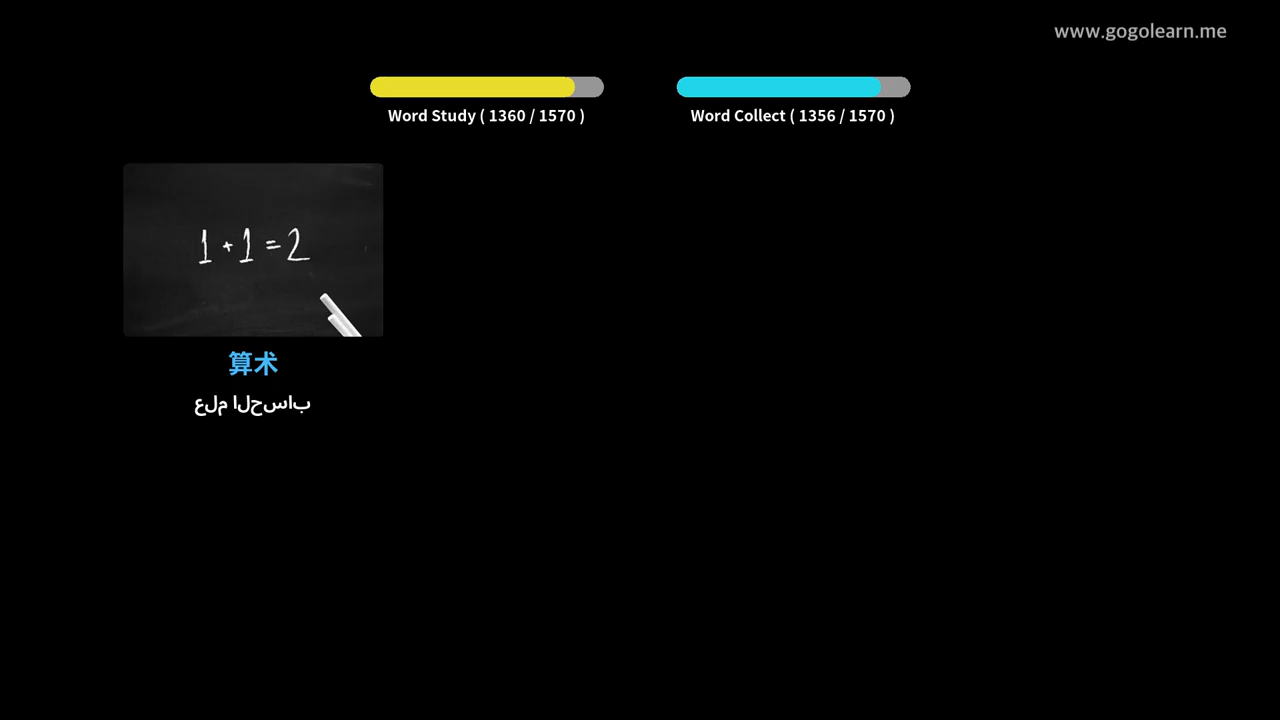 www.gogolearn.me
Word Study ( 1360 / 1570 )
Word Collect ( 1356 / 1570 )
1 + 1 = 2
算术
علم الحساب